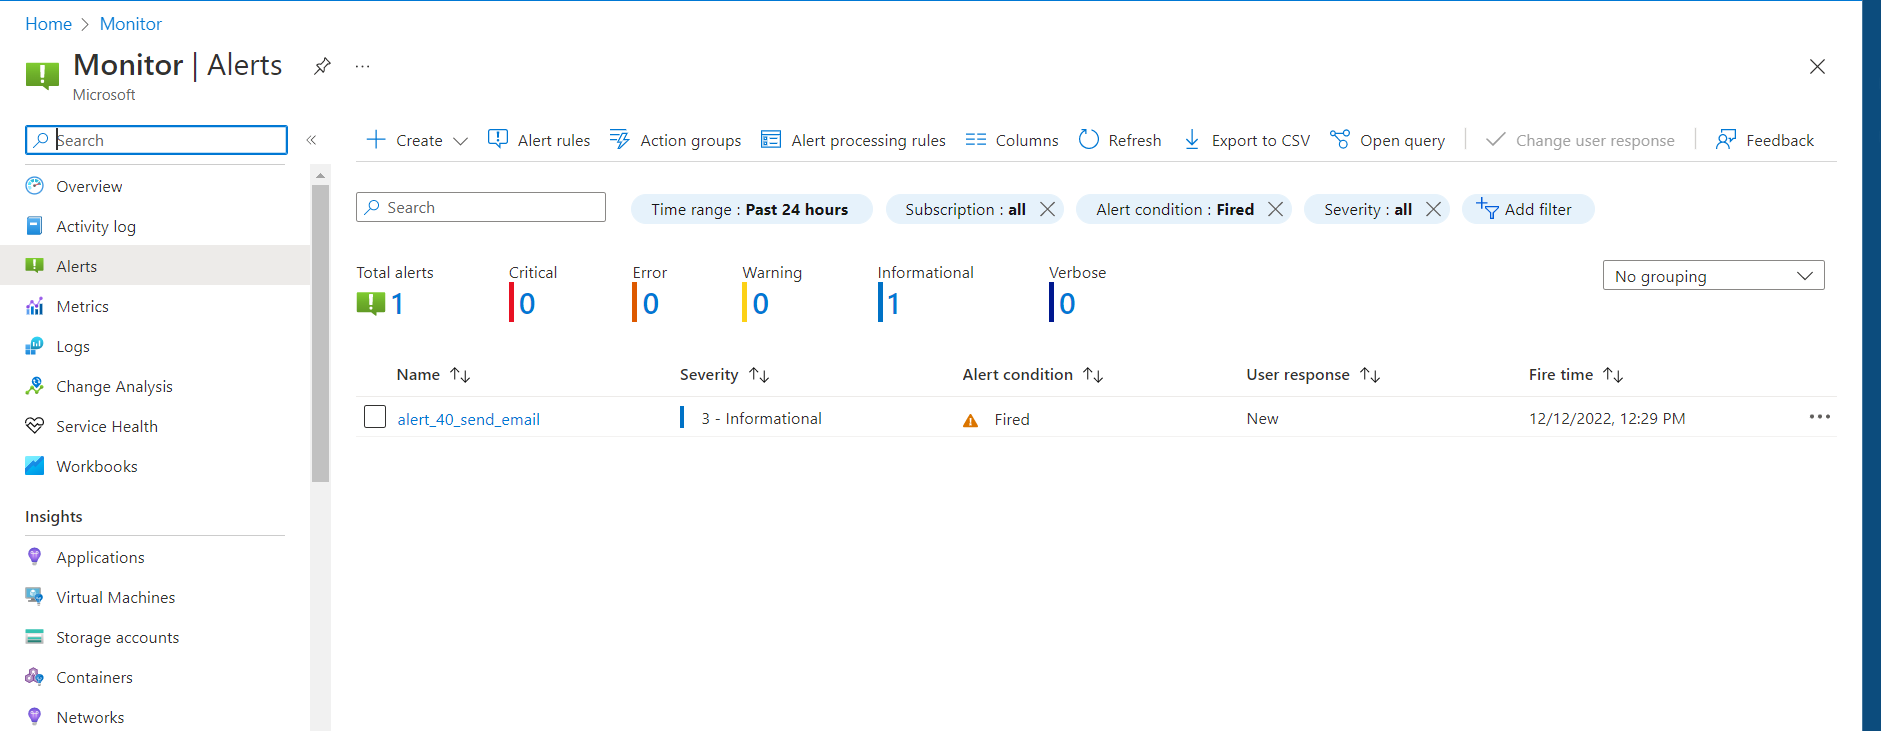 Home > Monitor
Monitor | Alerts
...
Microsoft
Search
«
Create
Alert rules
Action groups
Alert processing rules
Columns
Refresh
Export to CSV
Open query
Change user response
Feedback
Overview
Activity log
Alerts
Metrics
Logs
Change Analysis
Service Health
Workbooks
Insights
Applications
Virtual Machines
Storage accounts
Containers
Networks
Search
Time range : Past 24 hours
Subscription : all
Alert condition : Fired
Severity : all
Add filter
Total alerts
1
Critical
0
Error
0
Warning
0
Informational
1
Verbose
0
No grouping
Name ↑↓ Severity ↑↓ Alert condition ↑↓ User response ↑↓ Fire time ↑↓
alert_40_send_email 3 - Informational Fired New 12/12/2022, 12:29 PM ...